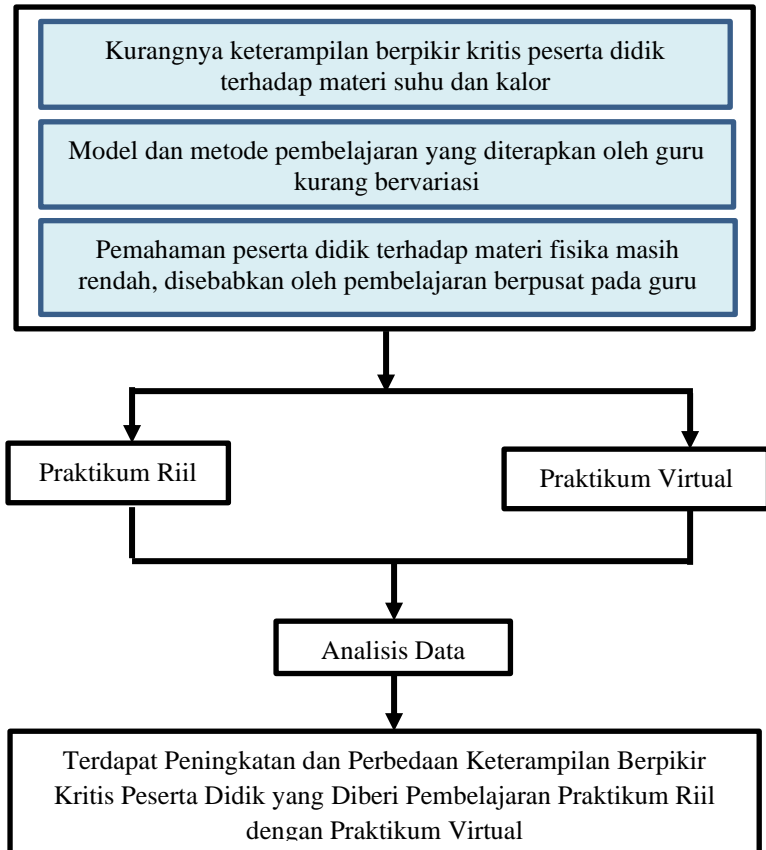 Kurangnya keterampilan berpikir kritis peserta didik
terhadap materi suhu dan kalor
Model dan metode pembelajaran yang diterapkan oleh guru
kurang bervariasi
Pemahaman peserta didik terhadap materi fisika masih
rendah, disebabkan oleh pembelajaran berpusat pada guru
Praktikum Riil
Praktikum Virtual
Analisis Data
Terdapat Peningkatan dan Perbedaan Keterampilan Berpikir
Kritis Peserta Didik yang Diberi Pembelajaran Praktikum Riil
dengan Praktikum Virtual